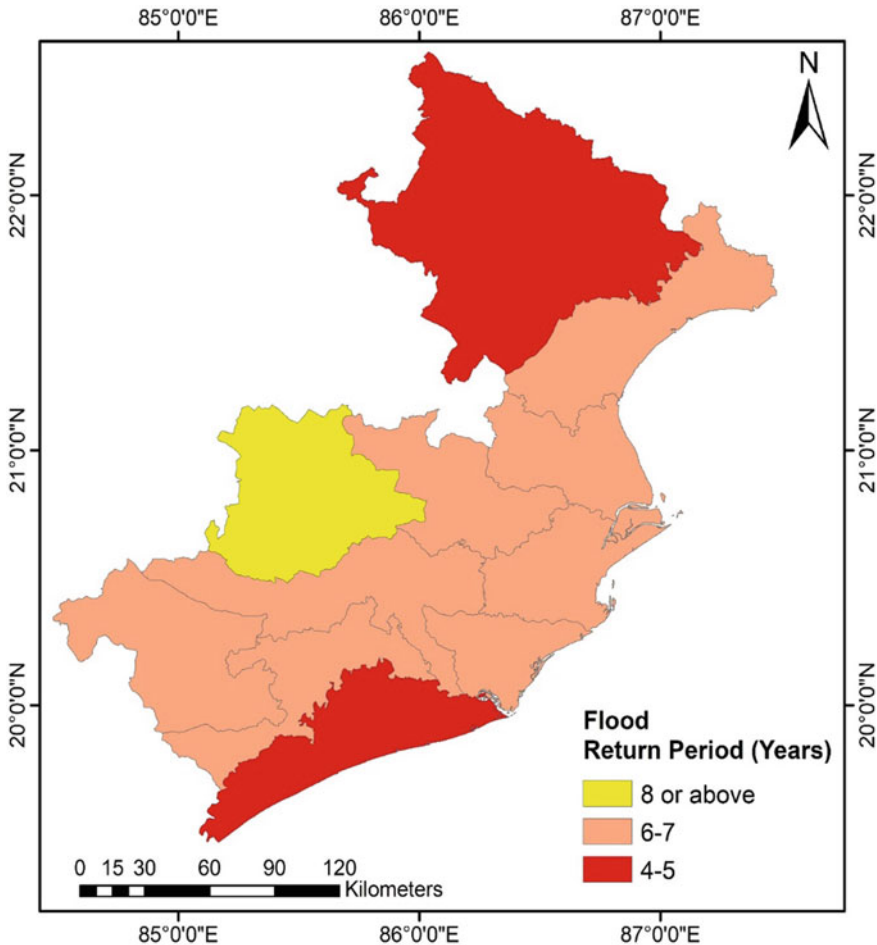 85°0'0"E 86°0'0"E 87°0'0"E
N
22°0'0"N 22°0'0"N
21°0'0"N 21°0'0"N
20°0'0"N 20°0'0"N
Flood
Return Period (Years)
8 or above
6-7
4-5
0 15 30 60 90 120
Kilometers
85°0'0"E 86°0'0"E 87°0'0"E